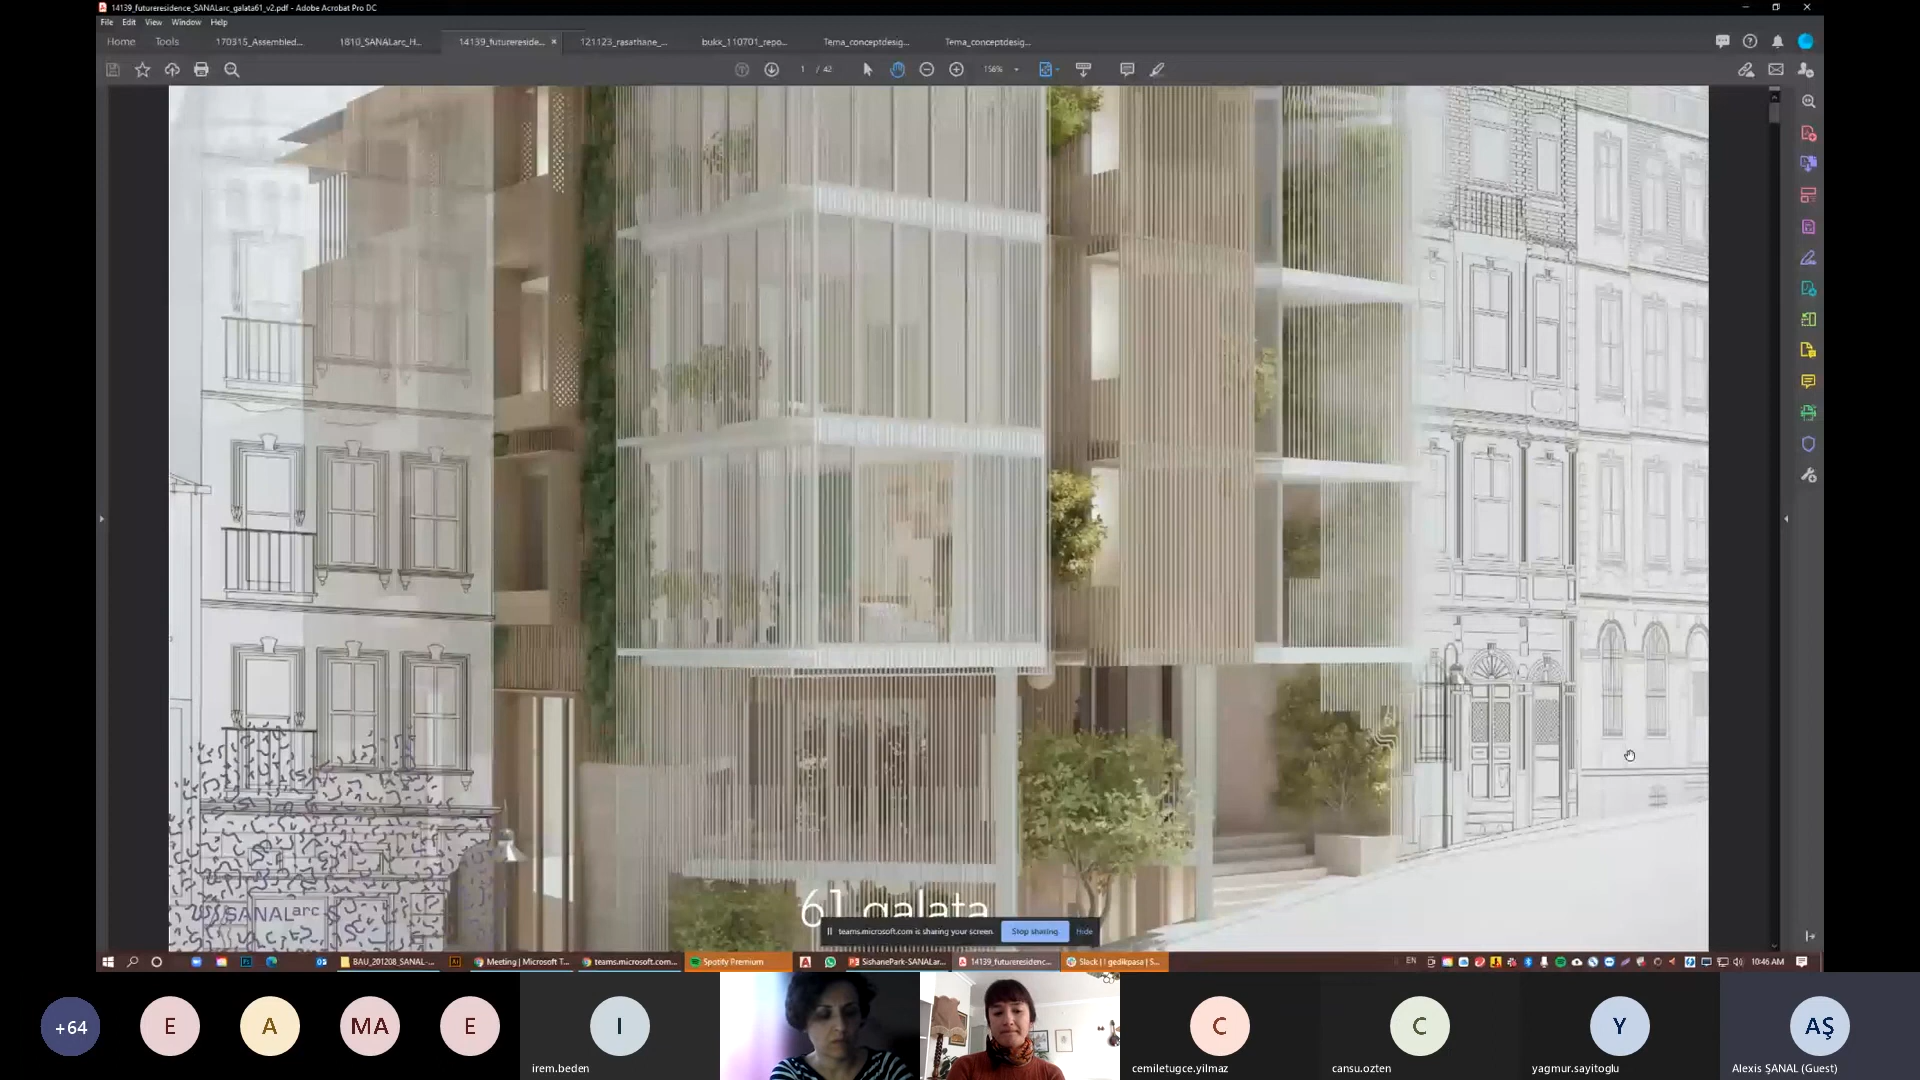 14139_futureresidence_SANALarc_galata61_v2.pdf - Adobe Acrobat Pro DC
File Edit View Window Help
Home Tools 170315_Assembled... 1810_SANALarc_H... 14139_futureresid... × 121123_rasathane_... bukk_110701_repo... Tema_conceptdesig... Tema_conceptdesig...
1 / 42 156%
SANALarc
61 galata
teams.microsoft.com is sharing your screen. Stop sharing Hide
BAU_201208_SANAL-... Meeting | Microsoft T... teams.microsoft.com... Spotify Premium SishanePark-SANALar... 14139_futureresidenc... Slack | gedikpasa | S... EN 10:46 AM
+64 E A MA E I C C Y AŞ
irem.beden cemiletugce.yilmaz cansu.ozten yagmur.sayitoglu Alexis ŞANAL (Guest)